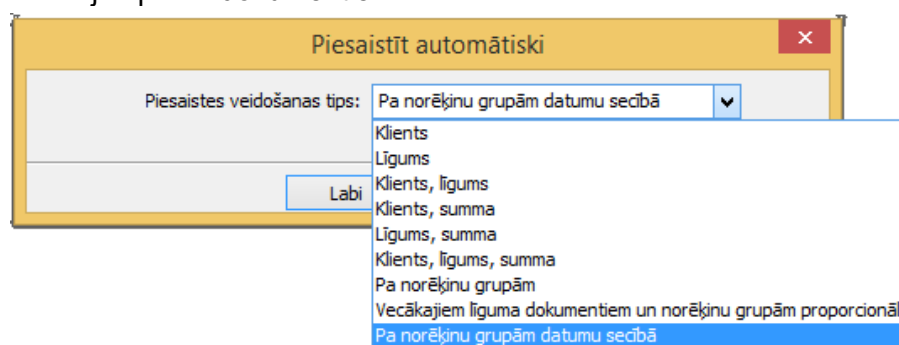 Piesaistīt automātiski
Piesaistes veidošanas tips: Pa norēķinu grupām datumu secībā
Klients
Līgums
Klients, līgums
Labi
Klients, summa
Līgums, summa
Klients, līgums, summa
Pa norēķinu grupām
Vecākajiem līguma dokumentiem un norēķinu grupām proporcionāl
Pa norēķinu grupām datumu secībā